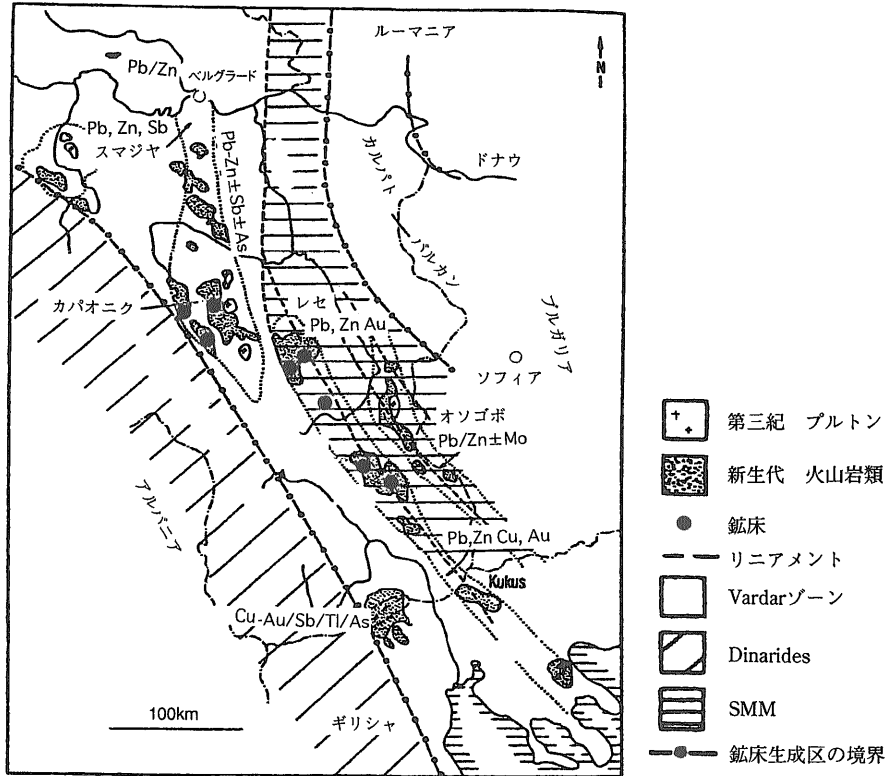 ルーマニア
N
Pb/Zn
ベルグラード
Pb, Zn, Sb
スマジヤ
Pb-Zn±Sb±As
カルパト
ドナウ
バルカン
ブルガリア
カパオニク
レセ
Pb, Zn Au
ソフィア
オソゴボ
Pb/Zn±Mo
アルバニア
Pb,Zn Cu, Au
Kukus
Cu-Au/Sb/Tl/As
100km
ギリシャ
第三紀 プルトン
新生代 火山岩類
鉱床
リニアメント
Vardarゾーン
Dinarides
SMM
鉱床生成区の境界